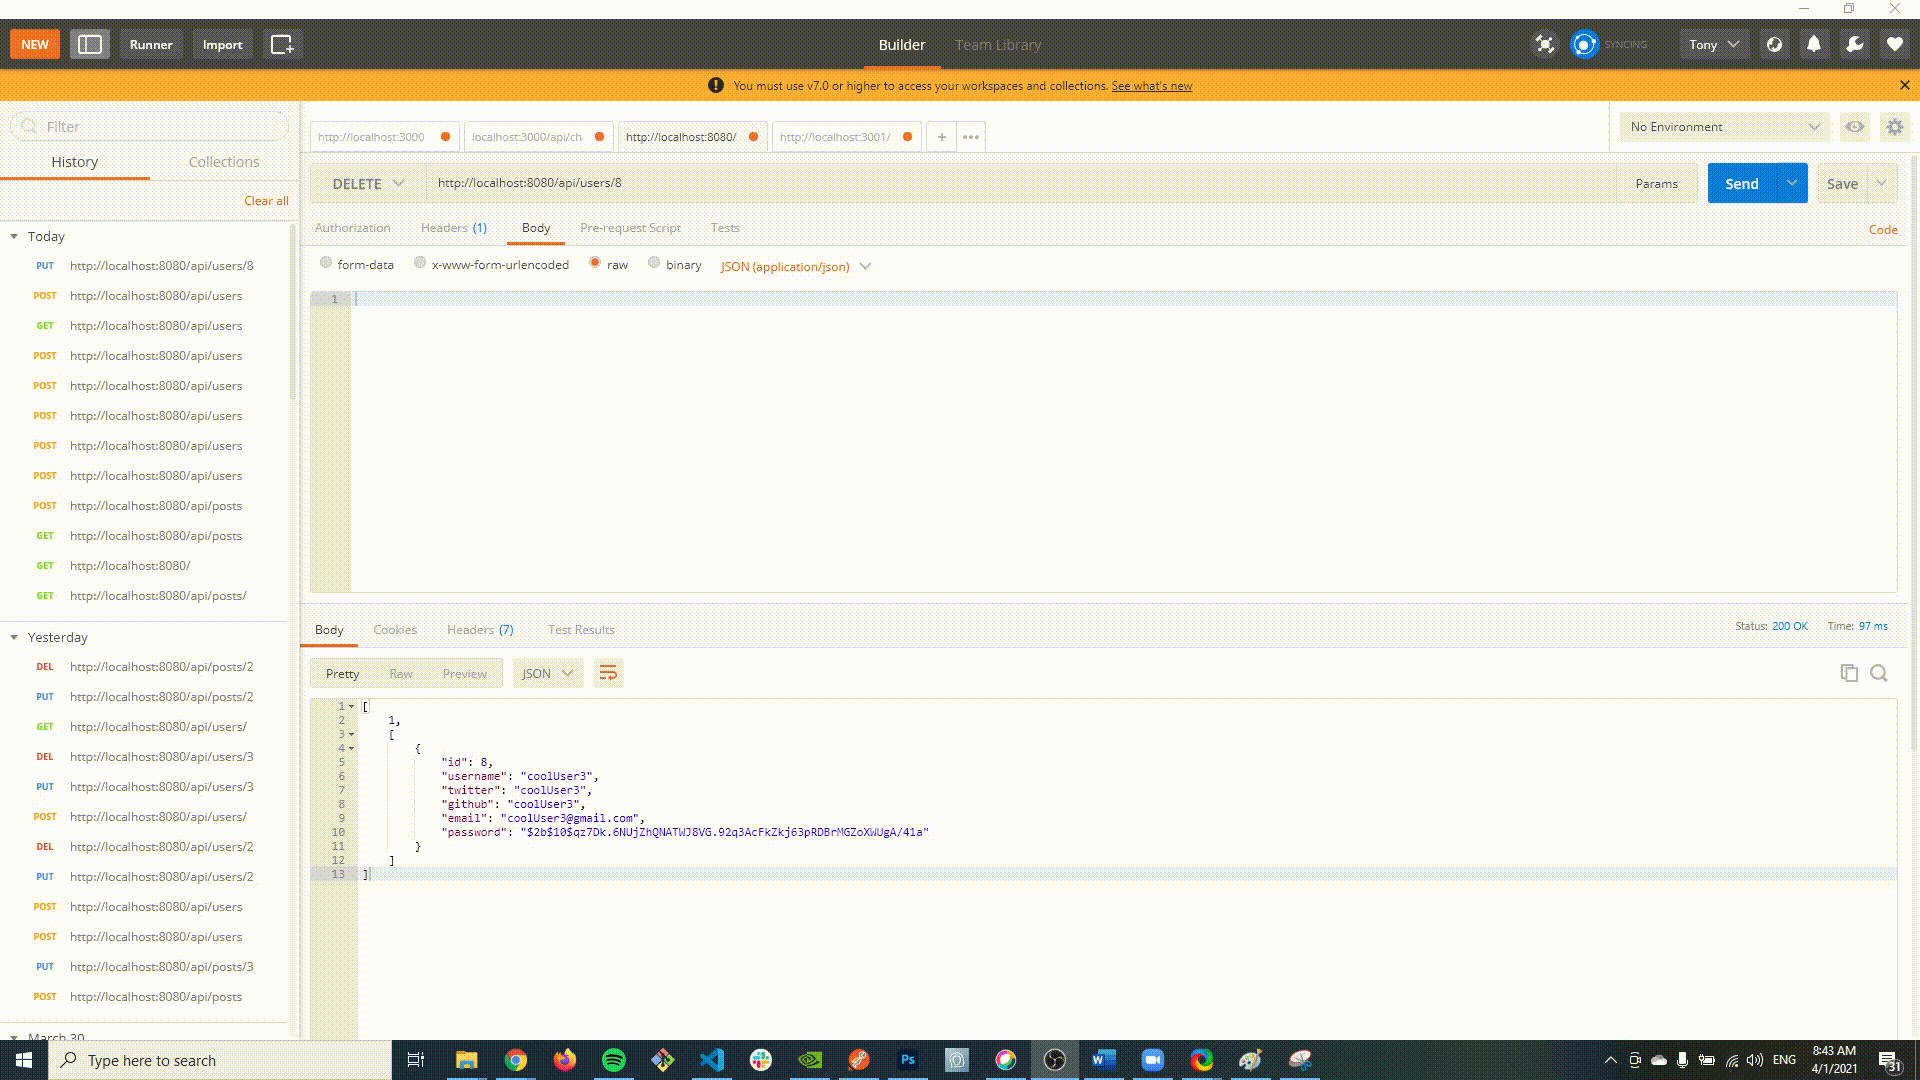 NEW
Runner
Import
Builder
Team Library
SYNCING
Tony
You must use v7.0 or higher to access your workspaces and collections. See what's new
Filter
History
Collections
Clear all
Today
PUT http://localhost:8080/api/users/8
POST http://localhost:8080/api/users
GET http://localhost:8080/api/users
POST http://localhost:8080/api/users
POST http://localhost:8080/api/users
POST http://localhost:8080/api/users
POST http://localhost:8080/api/users
POST http://localhost:8080/api/users
POST http://localhost:8080/api/posts
GET http://localhost:8080/api/posts
GET http://localhost:8080/
GET http://localhost:8080/api/posts/
Yesterday
DEL http://localhost:8080/api/posts/2
PUT http://localhost:8080/api/posts/2
GET http://localhost:8080/api/users/
DEL http://localhost:8080/api/users/3
PUT http://localhost:8080/api/users/3
POST http://localhost:8080/api/users/
DEL http://localhost:8080/api/users/2
PUT http://localhost:8080/api/users/2
POST http://localhost:8080/api/users
POST http://localhost:8080/api/users
PUT http://localhost:8080/api/posts/3
POST http://localhost:8080/api/posts
March 30
http://localhost:3000
localhost:3000/api/ch
http://localhost:8080/
http://localhost:3001/
No Environment
DELETE
http://localhost:8080/api/users/8
Params
Send
Save
Authorization
Headers (1)
Body
Pre-request Script
Tests
Code
form-data
x-www-form-urlencoded
raw
binary
JSON (application/json)
1
Body
Cookies
Headers (7)
Test Results
Status: 200 OK
Time: 97 ms
Pretty
Raw
Preview
JSON
1 [
2 1,
3 [
4 {
5 "id": 8,
6 "username": "coolUser3",
7 "twitter": "coolUser3",
8 "github": "coolUser3",
9 "email": "coolUser3@gmail.com",
10 "password": "$2b$10$qz7Dk.6NUjZhQNATWJ8VG.92q3AcFkZkj63pRDBrMGZoXWUgA/41a"
11 }
12 ]
13 ]
Type here to search
Ps
ENG
8:43 AM
4/1/2021
31